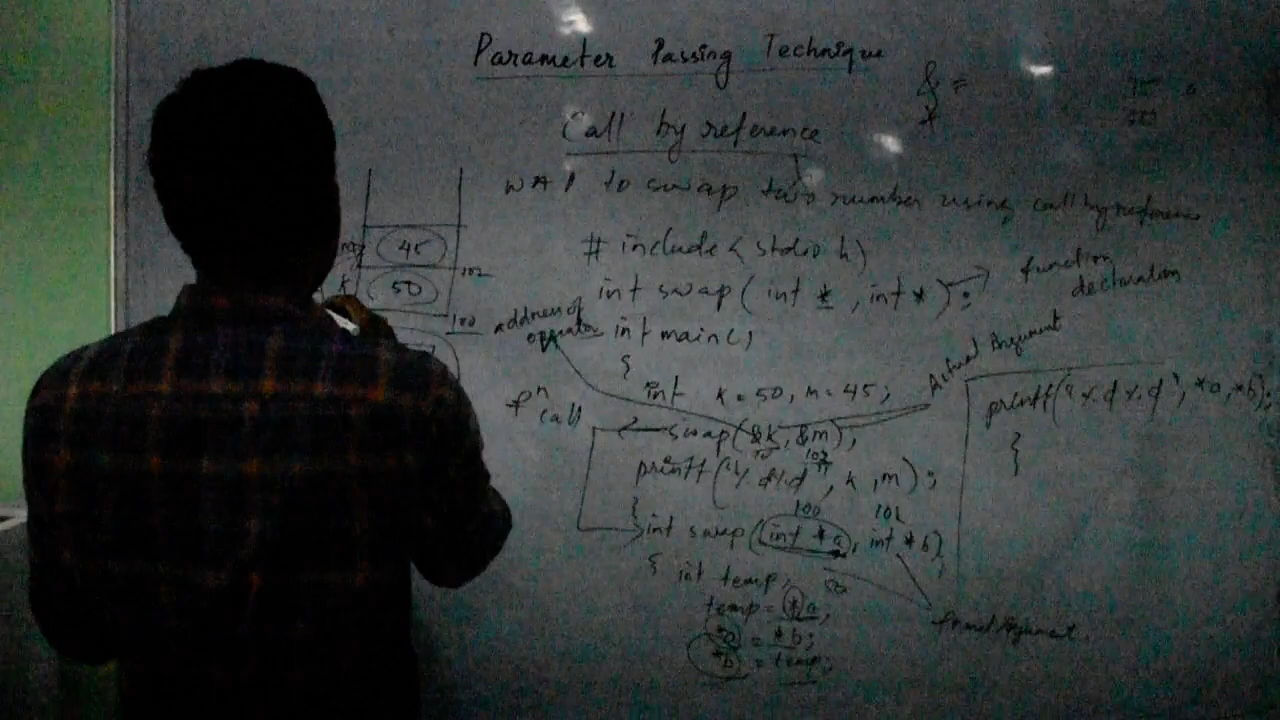 Parameter Passing Technique
& =
*
Call by reference
WAP to swap two number using call by reference
# include < stdio h)
int swap ( int * , int * ) ;
function declaration
45
102
k
50
100
address of operator
int main( )
{
int k = 50, m = 45 ;
Actual Argument
fn call
swap (&k, &m) ;
printf ("% d % d" , k , m ) ;
}
100 102
int swap (int *a, int * b)
{ int temp;
temp = *a;
*a = *b;
*b = temp;
formal Argument
printf ("% d % d" , *a, *b);
}